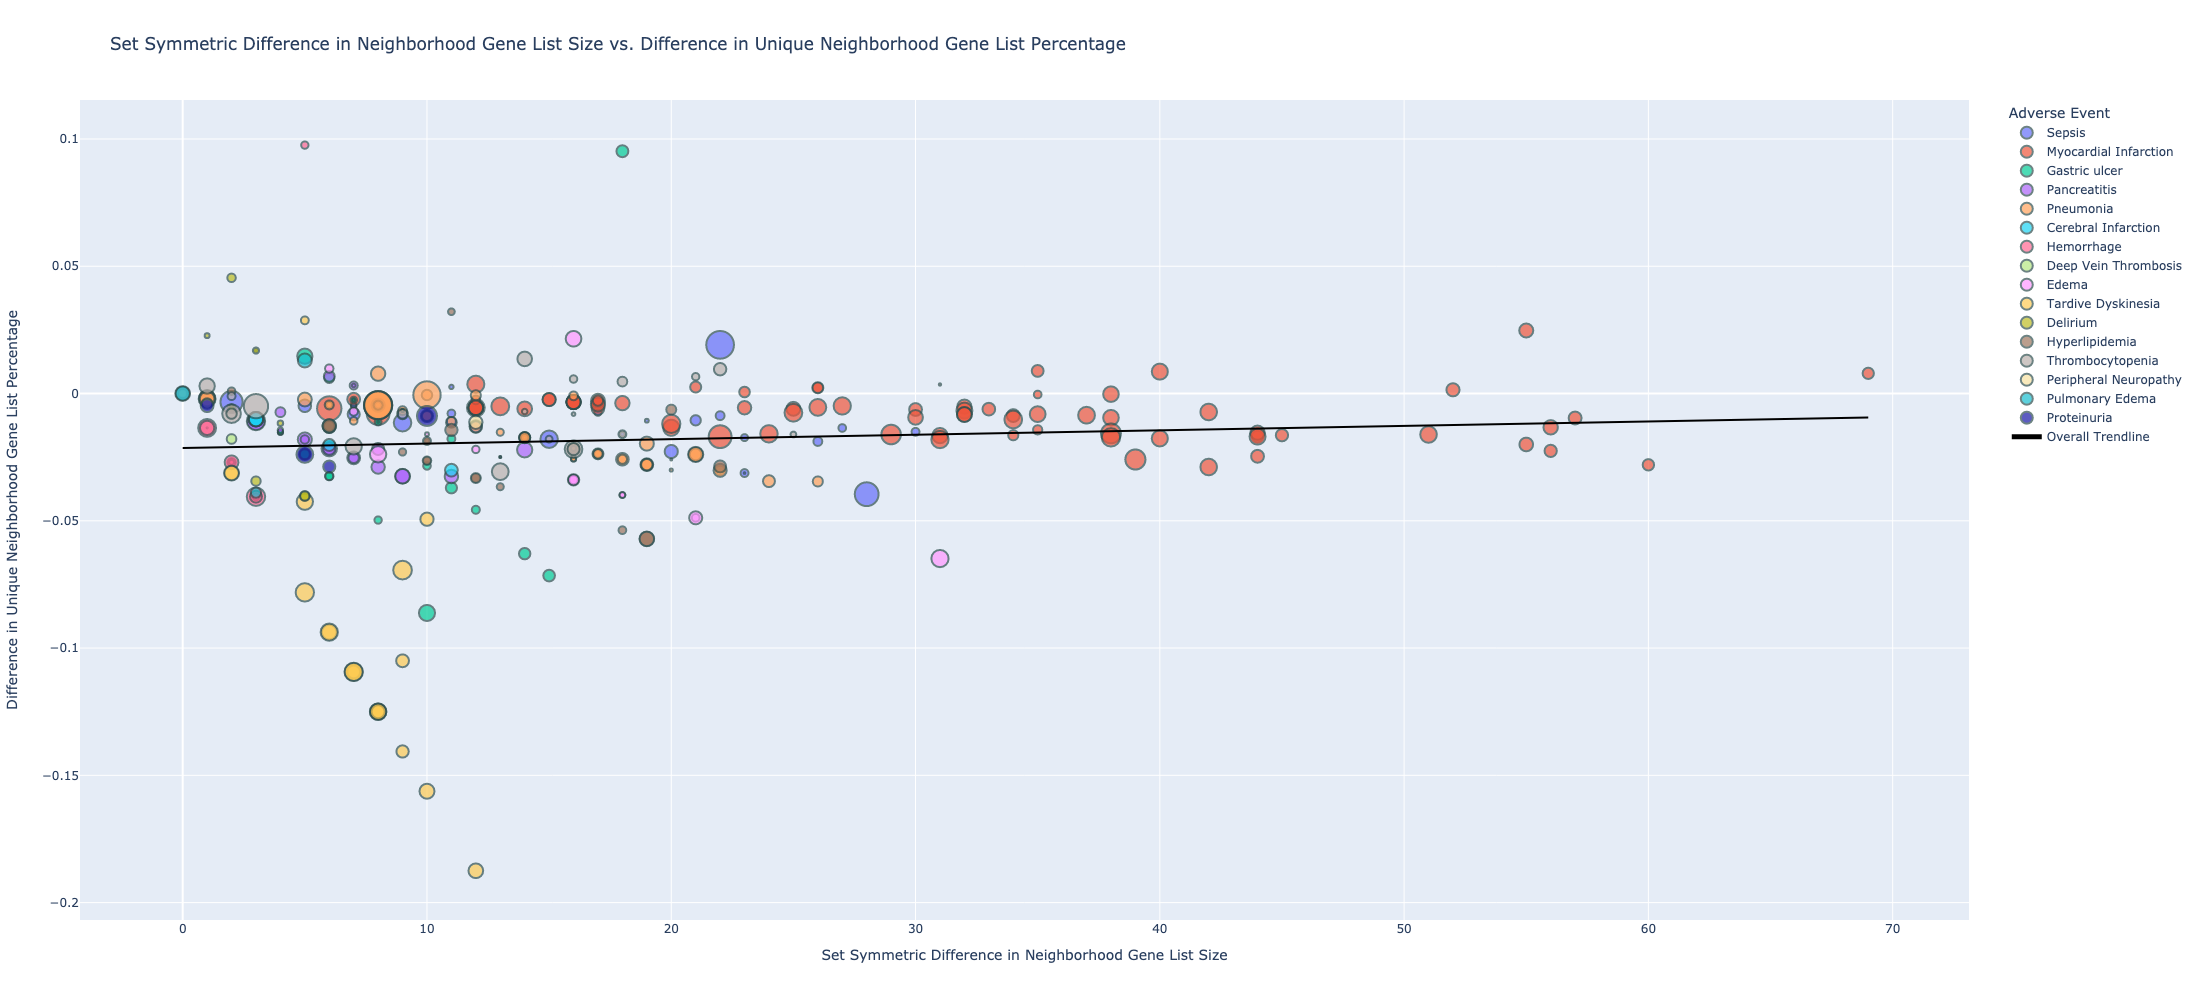 Set Symmetric Difference in Neighborhood Gene List Size vs. Difference in Unique Neighborhood Gene List Percentage
Difference in Unique Neighborhood Gene List Percentage
0.1
0.05
0
−0.05
−0.1
−0.15
−0.2
0 10 20 30 40 50 60 70
Set Symmetric Difference in Neighborhood Gene List Size
Adverse Event
Sepsis
Myocardial Infarction
Gastric ulcer
Pancreatitis
Pneumonia
Cerebral Infarction
Hemorrhage
Deep Vein Thrombosis
Edema
Tardive Dyskinesia
Delirium
Hyperlipidemia
Thrombocytopenia
Peripheral Neuropathy
Pulmonary Edema
Proteinuria
Overall Trendline